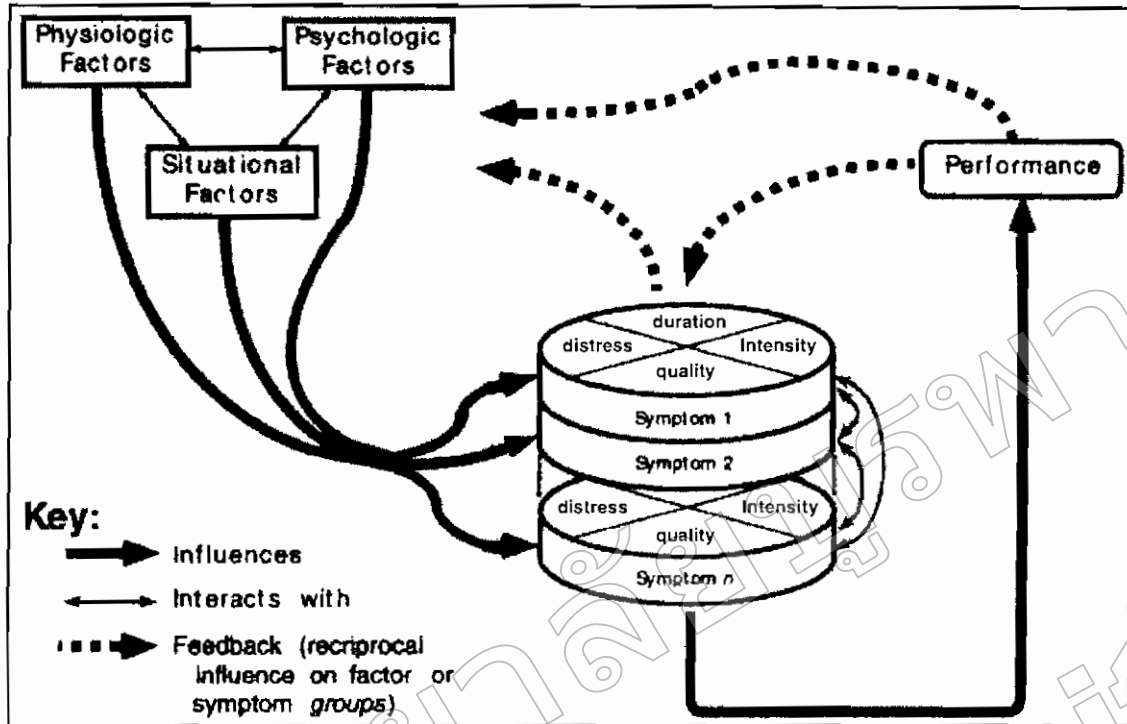 Physiologic
Factors
Psychologic
Factors
Situational
Factors
Performance
duration
distress
Intensity
quality
Symptom 1
Symptom 2
distress
Intensity
quality
Symptom n
Key:
Influences
Interacts with
Feedback (recriprocal
influence on factor or
symptom groups)